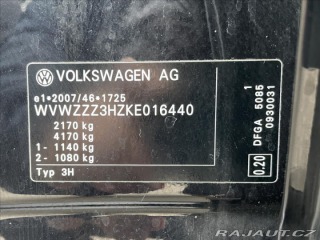 VOLKSWAGEN AG
e1*2007/46*1725
WVWZZZ3HZKE016440
2170 kg
4170 kg
1- 1140 kg
2- 1080 kg
Typ 3H
0.20
DFGA 5085
1
0930031
RAJAUT.CZ